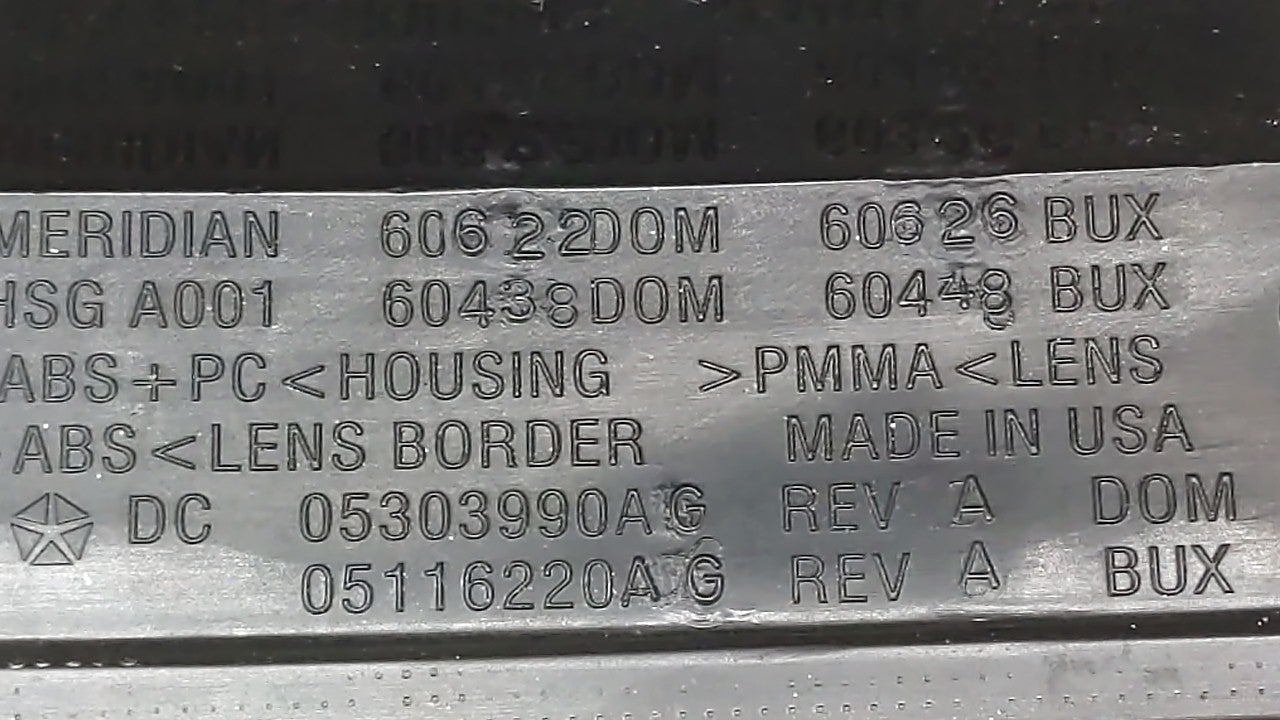 MERIDIAN 60622DOM 60626 BUX
HSG A001 60438DOM 60448 BUX
ABS+PC<HOUSING >PMMA<LENS
ABS<LENS BORDER MADE IN USA
DC 05303990AG REV A DOM
05116220AG REV A BUX